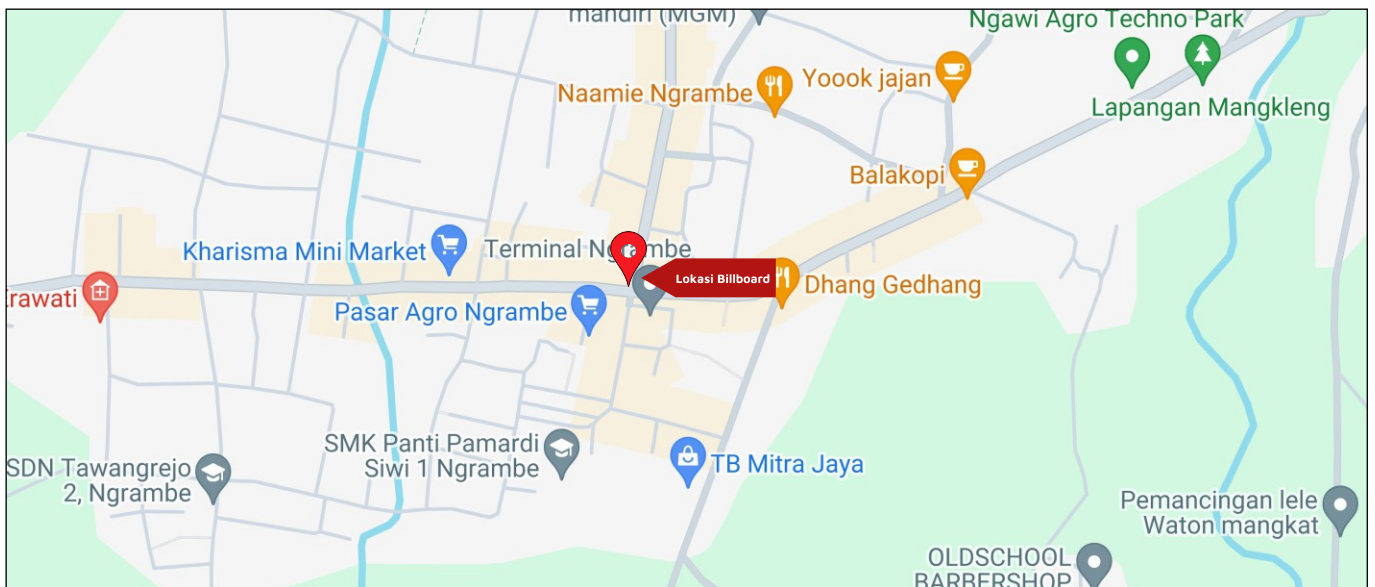 mandiri (MGM)
Ngawi Agro Techno Park
Naamie Ngrambe
Yoook jajan
Lapangan Mangkleng
Balakopi
Kharisma Mini Market
Terminal Ngrambe
Lokasi Billboard
Dhang Gedhang
rawati
Pasar Agro Ngrambe
SMK Panti Pamardi
Siwi 1 Ngrambe
TB Mitra Jaya
SDN Tawangrejo
2, Ngrambe
Pemancingan lele
Waton mangkat
OLDSCHOOL
BARBERSHOP